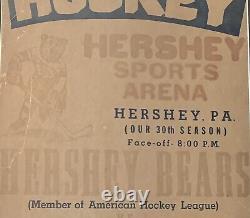 HOCKEY
HERSHEY
SPORTS
ARENA
HERSHEY, PA.
(OUR 30th SEASON)
Face-off - 8:00 P.M.
HERSHEY BEARS
(Member of American Hockey League)